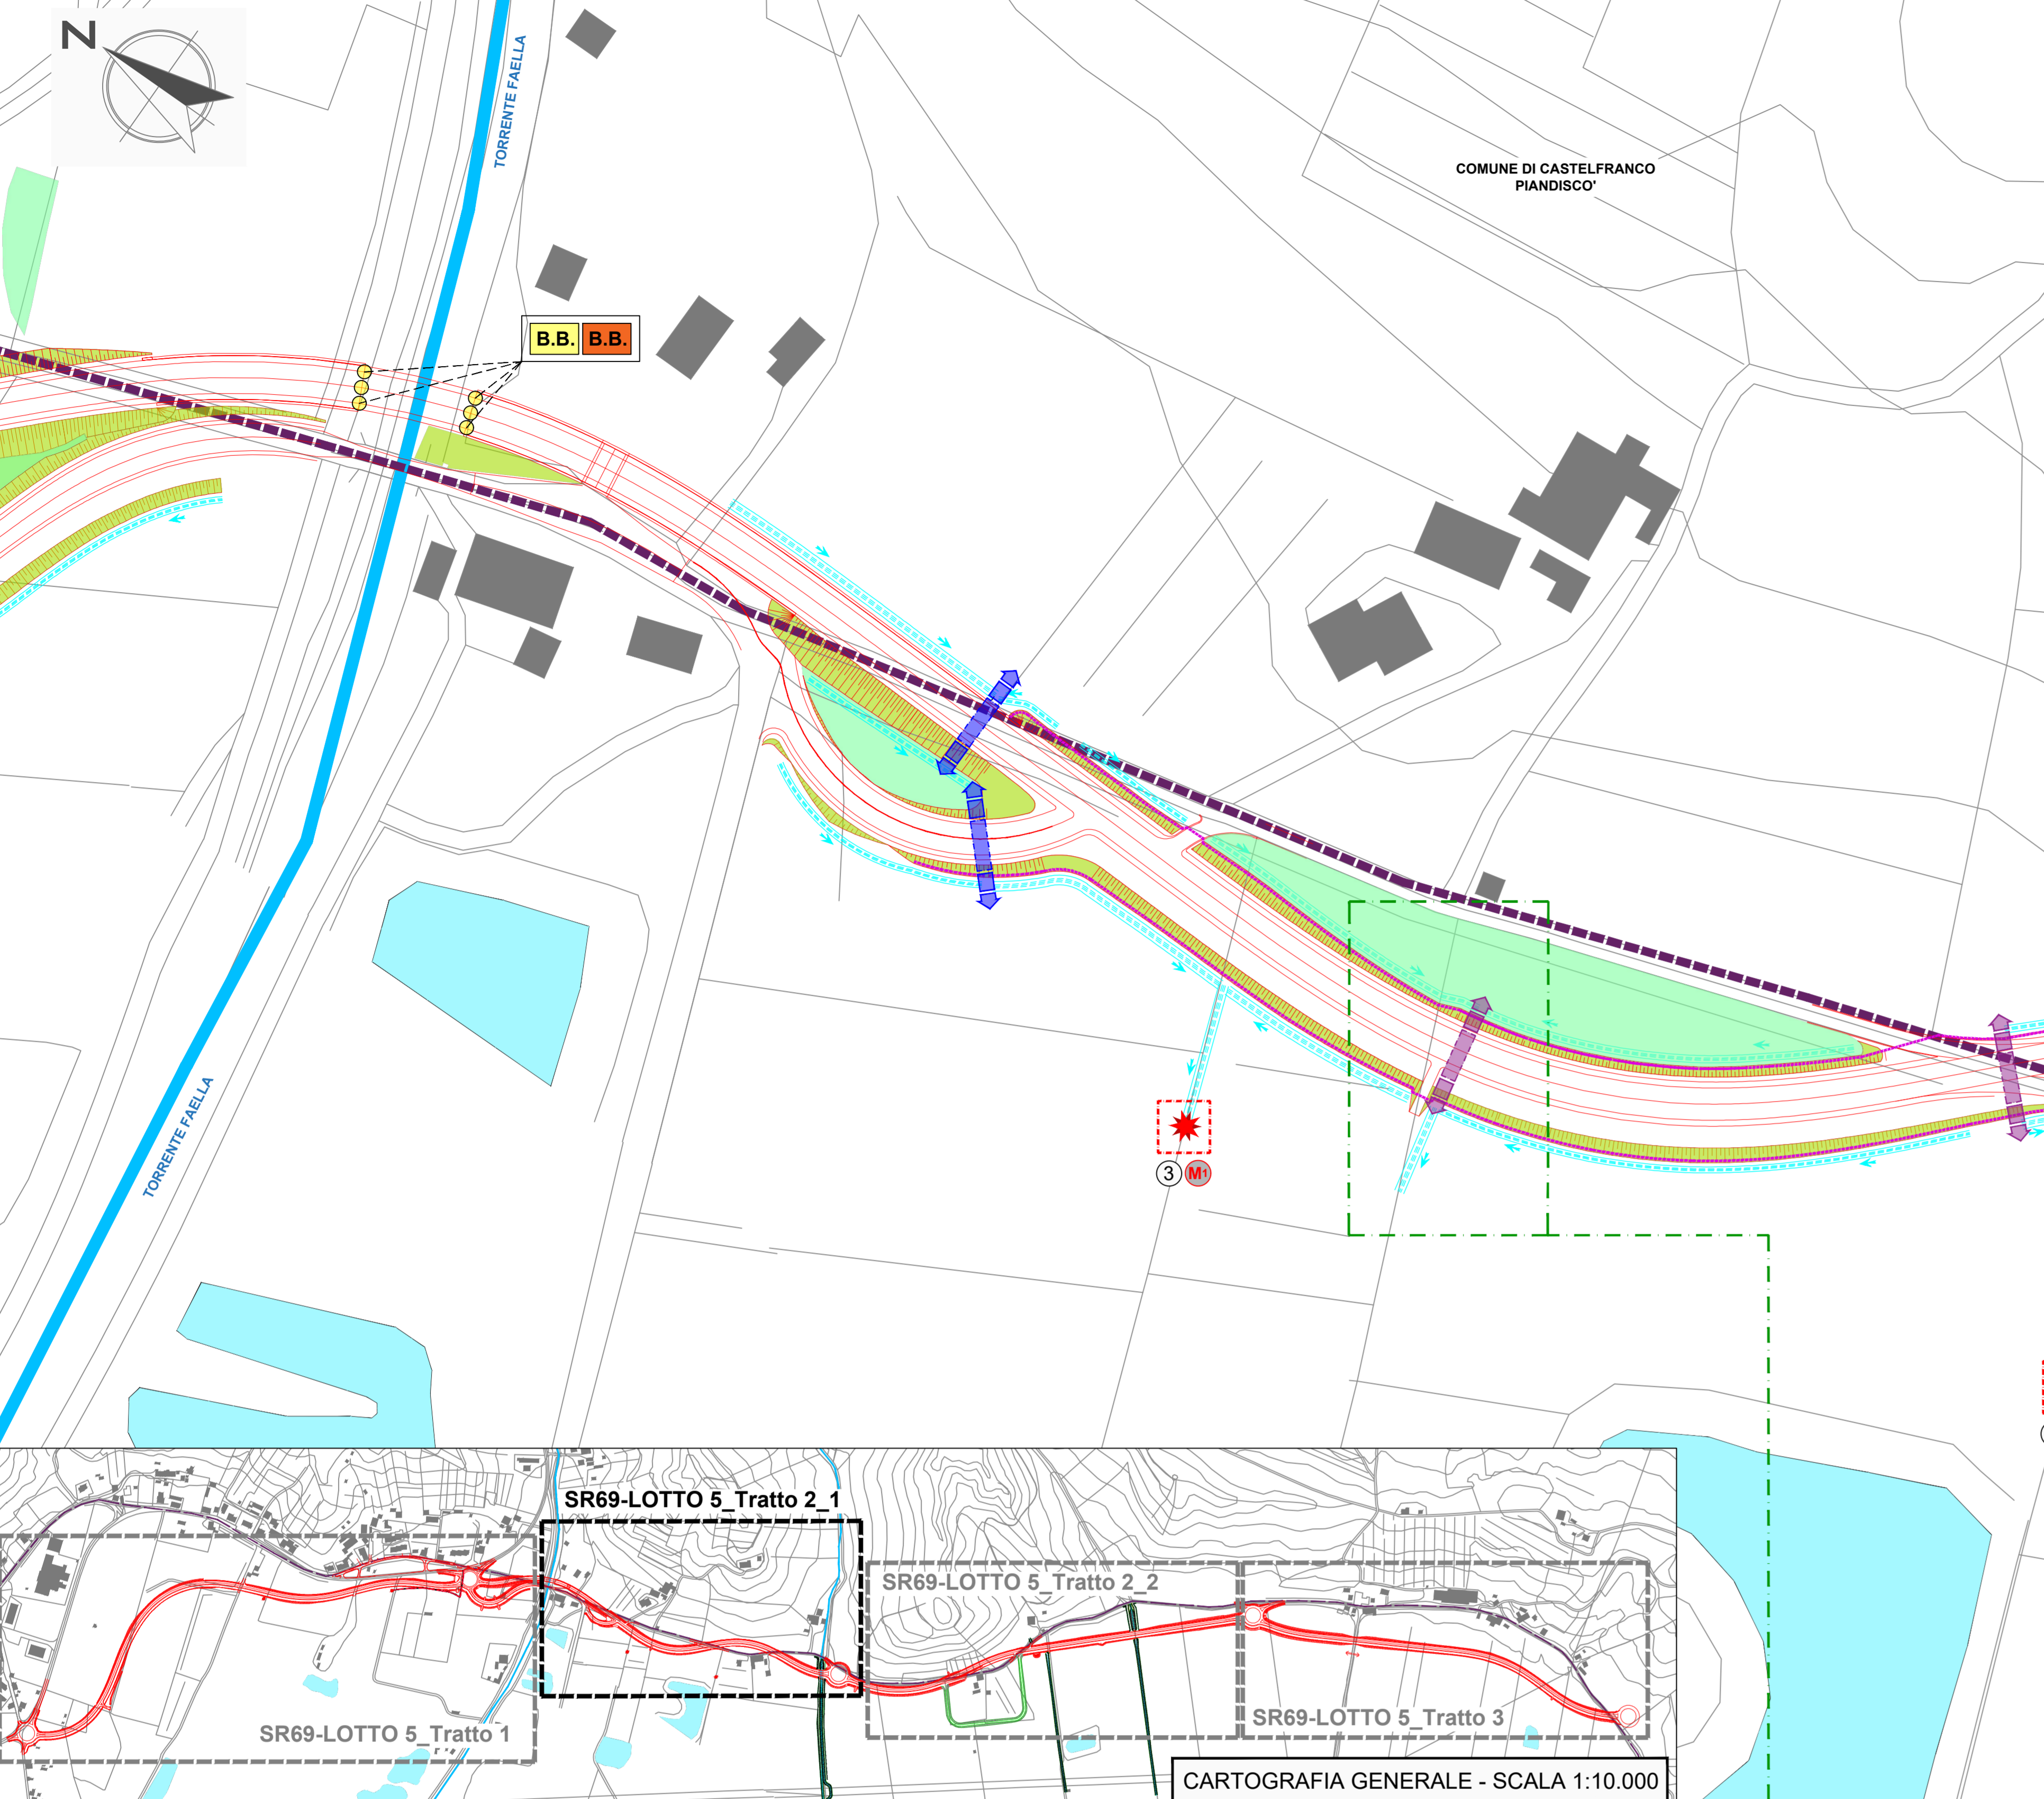 N
TORRENTE FAELLA
COMUNE DI CASTELFRANCO
PIANDISCO'
B.B. B.B.
3 M1
TORRENTE FAELLA
SR69-LOTTO 5_Tratto 2_1
SR69-LOTTO 5_Tratto 2_2
SR69-LOTTO 5_Tratto 1
SR69-LOTTO 5_Tratto 3
CARTOGRAFIA GENERALE - SCALA 1:10.000